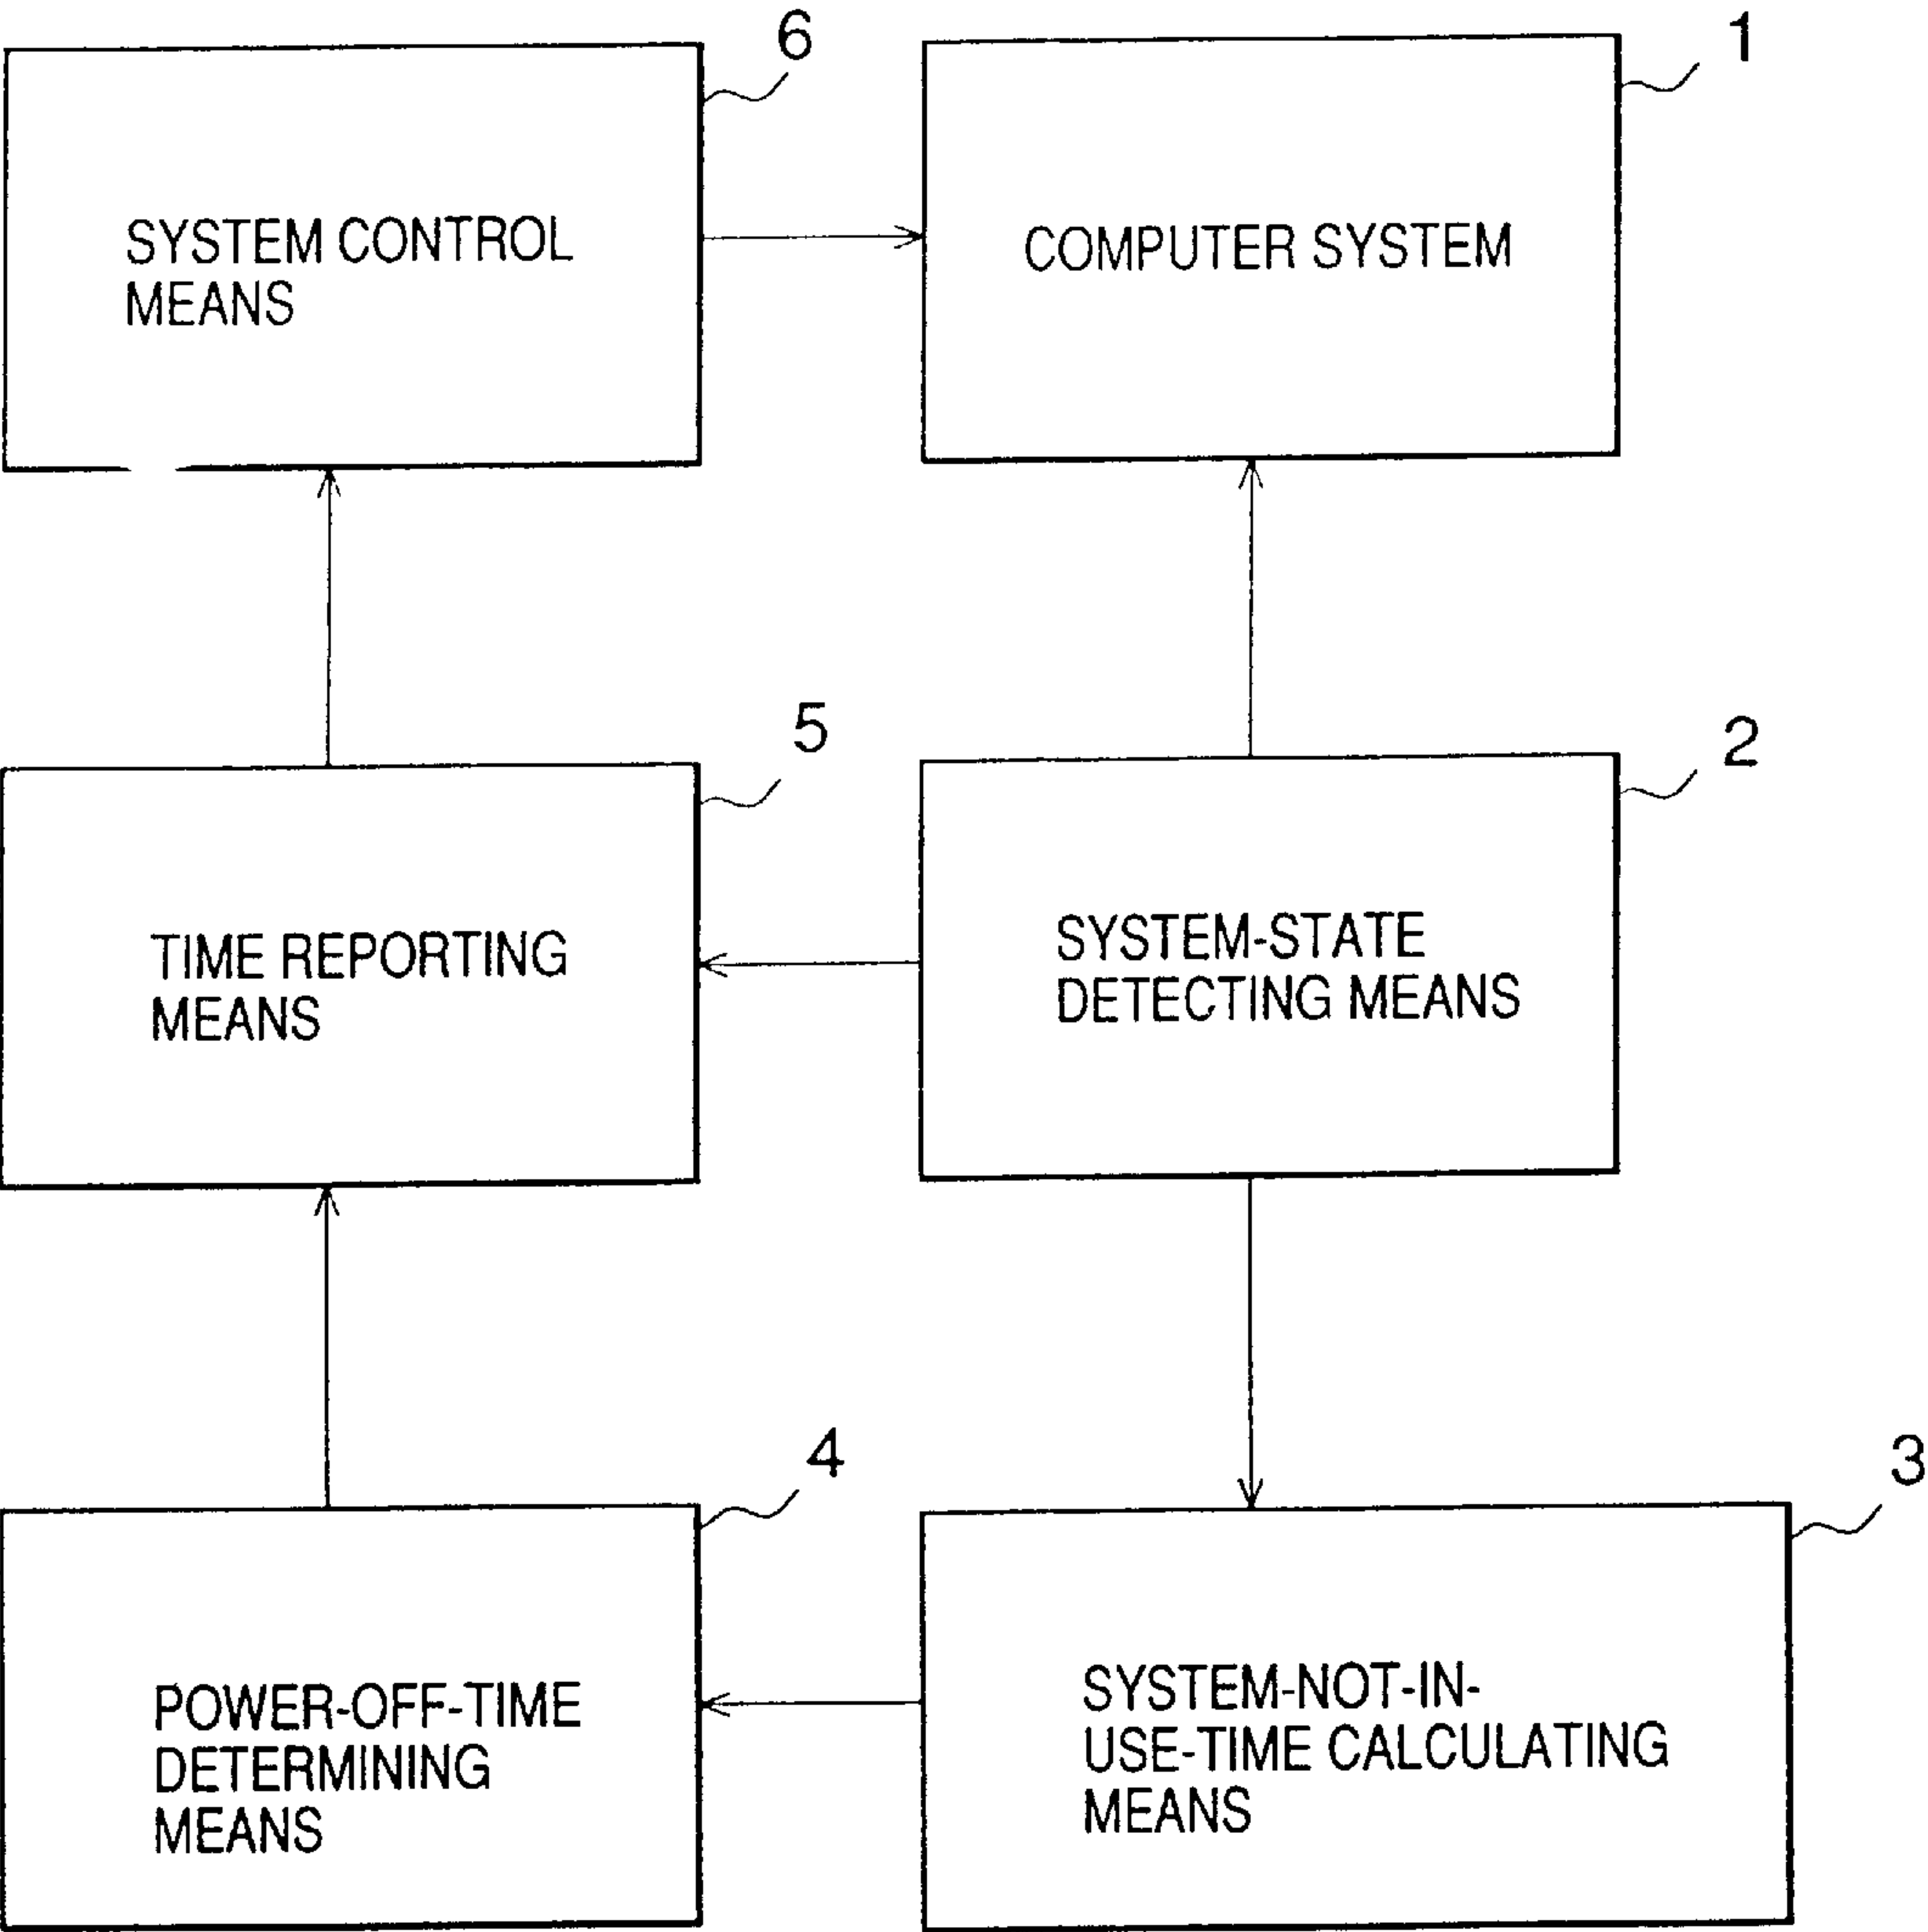 6
1
SYSTEM CONTROL
MEANS
COMPUTER SYSTEM
5
2
TIME REPORTING
MEANS
SYSTEM-STATE
DETECTING MEANS
4
3
POWER-OFF-TIME
DETERMINING
MEANS
SYSTEM-NOT-IN-
USE-TIME CALCULATING
MEANS